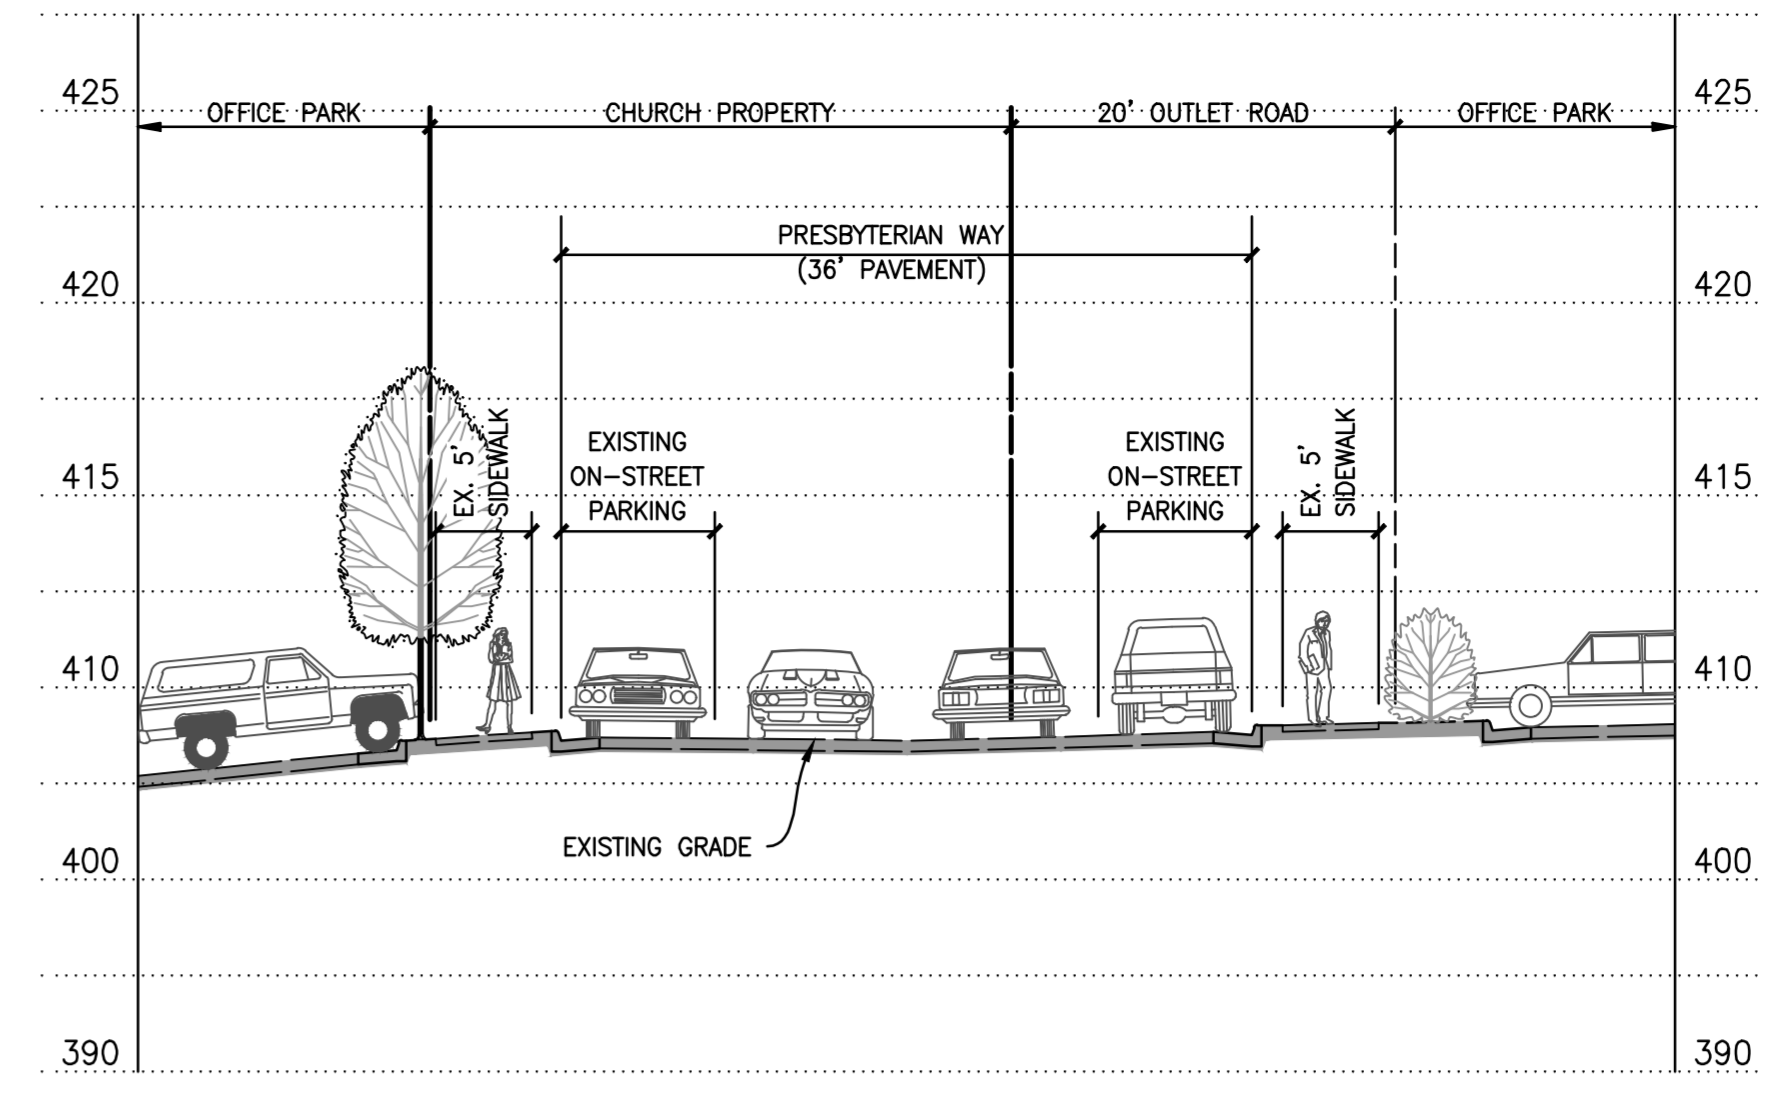 425
425
OFFICE PARK
CHURCH PROPERTY
20' OUTLET ROAD
OFFICE PARK
PRESBYTERIAN WAY
(36' PAVEMENT)
420
420
EX. 5'
SIDEWALK
EXISTING
ON-STREET
PARKING
EXISTING
ON-STREET
PARKING
EX. 5'
SIDEWALK
415
415
410
410
EXISTING GRADE
400
400
390
390